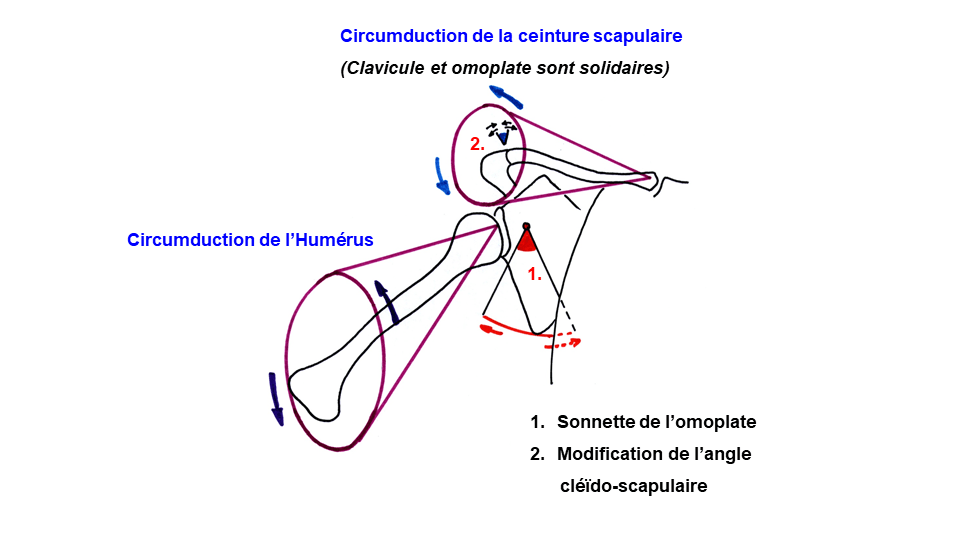 Circumduction de la ceinture scapulaire
(Clavicule et omoplate sont solidaires)
2.
Circumduction de l’Humérus
1.
1. Sonnette de l’omoplate
2. Modification de l’angle
cléïdo-scapulaire